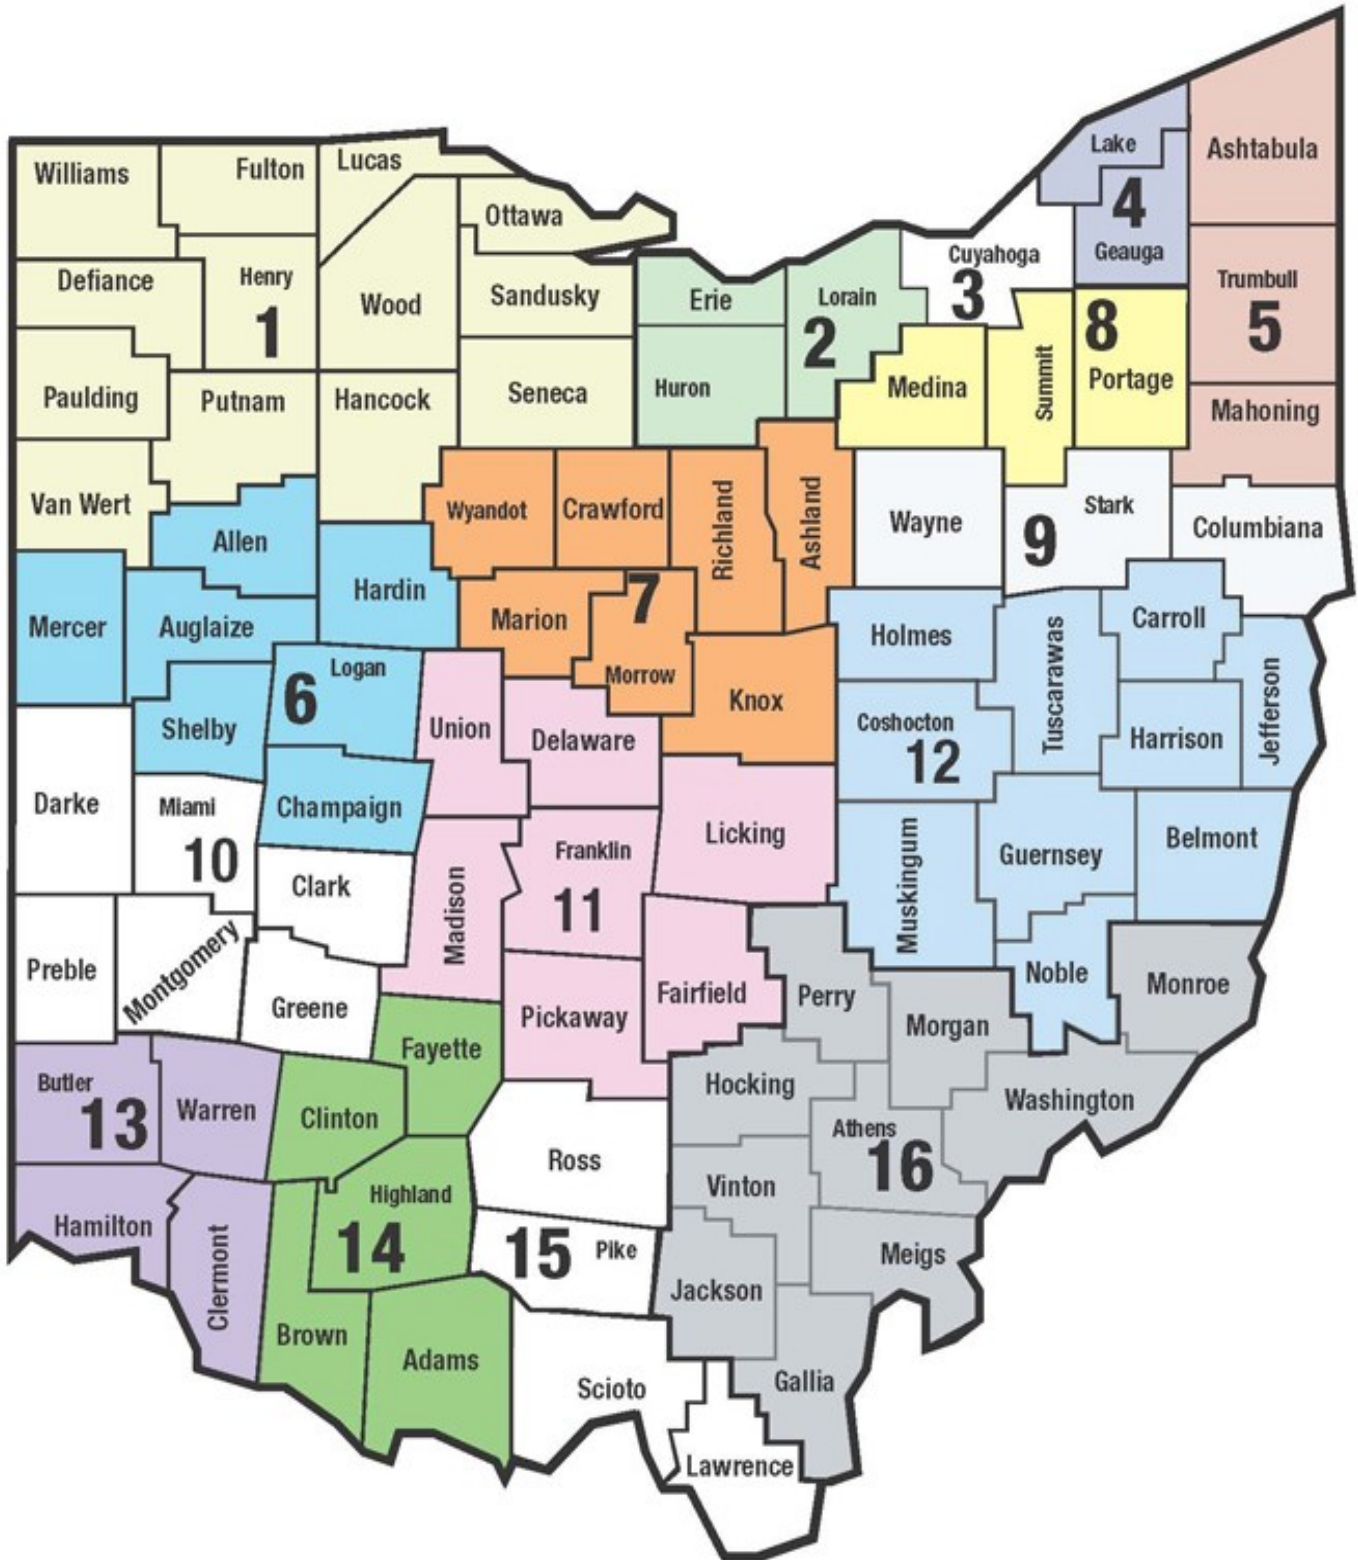 Williams
Fulton
Lucas
Ottawa
Defiance
Henry
1
Wood
Sandusky
Paulding
Putnam
Hancock
Seneca
Van Wert
Erie
Lorain
2
Huron
Cuyahoga
3
Lake
4
Geauga
Ashtabula
Trumbull
5
Mahoning
Medina
Summit
8
Portage
Allen
Hardin
Mercer
Auglaize
Logan
6
Shelby
Champaign
Wyandot
Crawford
Richland
Ashland
Marion
7
Morrow
Knox
Wayne
Stark
9
Columbiana
Holmes
Tuscarawas
Carroll
Jefferson
Coshocton
12
Harrison
Muskingum
Guernsey
Belmont
Noble
Darke
Miami
10
Clark
Preble
Montgomery
Greene
Union
Delaware
Licking
Madison
Franklin
11
Pickaway
Fairfield
Butler
13
Warren
Hamilton
Clermont
Fayette
Clinton
Highland
14
Brown
Adams
Ross
15
Pike
Scioto
Lawrence
Perry
Morgan
Monroe
Hocking
Washington
Athens
16
Vinton
Meigs
Jackson
Gallia